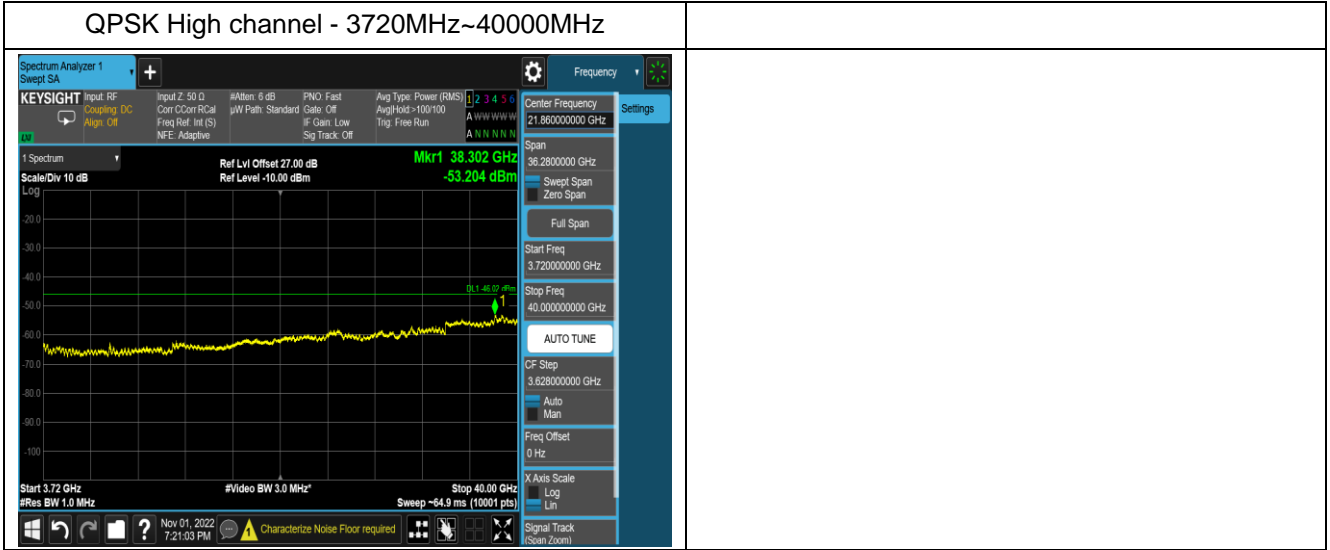 QPSK High channel - 3720MHz~40000MHz
Spectrum Analyzer 1
Swept SA
+
Frequency
KEYSIGHT
Input: RF
Coupling: DC
Align: Off
Input Z: 50 Ω
Corr CCorr RCal
Freq Ref: Int (S)
NFE: Adaptive
#Atten: 6 dB
µW Path: Standard
PNO: Fast
Gate: Off
IF Gain: Low
Sig Track: Off
Avg Type: Power (RMS)
Avg|Hold:>100/100
Trig: Free Run
1 2 3 4 5 6
A W W W W W
A N N N N N
LXI
1 Spectrum
Scale/Div 10 dB
Log
Ref Lvl Offset 27.00 dB
Ref Level -10.00 dBm
Mkr1 38.302 GHz
-53.204 dBm
-20.0
-30.0
-40.0
-50.0
-60.0
-70.0
-80.0
-90.0
-100
DL1 -46.02 dBm
1
Start 3.72 GHz
#Res BW 1.0 MHz
#Video BW 3.0 MHz*
Stop 40.00 GHz
Sweep ~64.9 ms (10001 pts)
?
Nov 01, 2022
7:21:03 PM
Characterize Noise Floor required
Settings
Center Frequency
21.860000000 GHz
Span
36.2800000 GHz
Swept Span
Zero Span
Full Span
Start Freq
3.720000000 GHz
Stop Freq
40.000000000 GHz
AUTO TUNE
CF Step
3.628000000 GHz
Auto
Man
Freq Offset
0 Hz
X Axis Scale
Log
Lin
Signal Track
(Span Zoom)